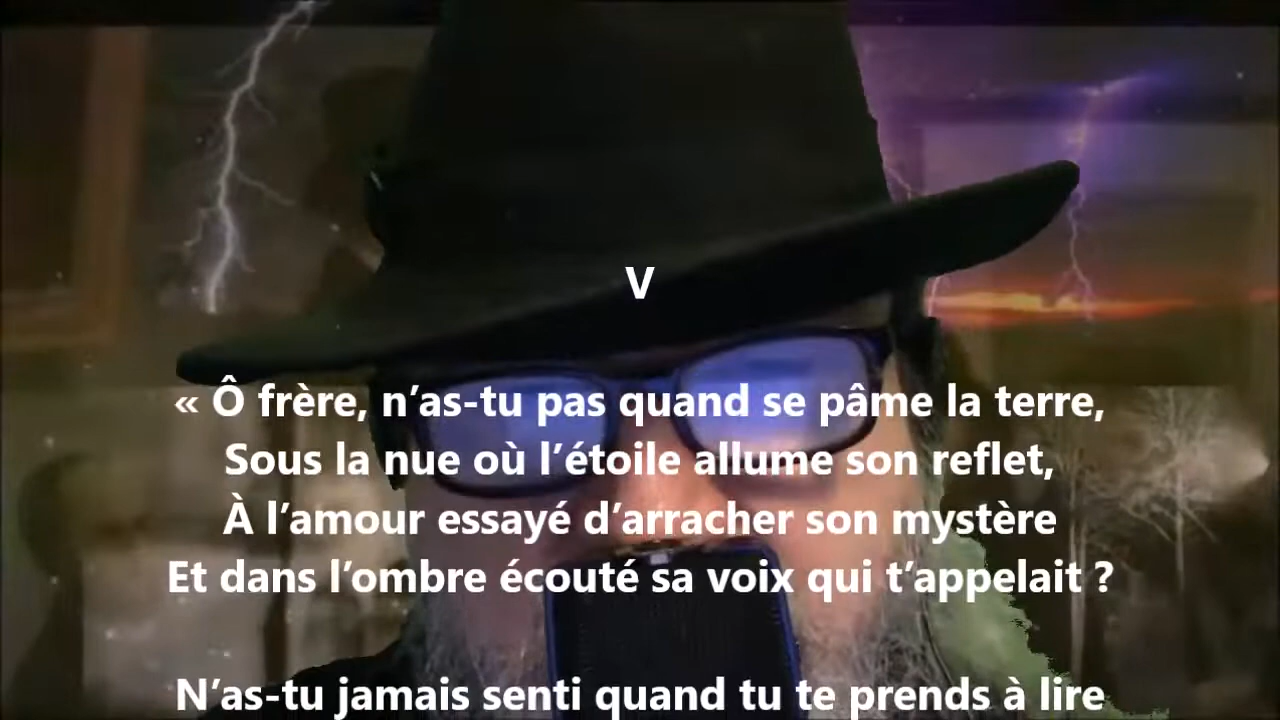 V
« Ô frère, n’as-tu pas quand se pâme la terre,
Sous la nue où l’étoile allume son reflet,
À l’amour essayé d’arracher son mystère
Et dans l’ombre écouté sa voix qui t’appelait ?
N’as-tu jamais senti quand tu te prends à lire